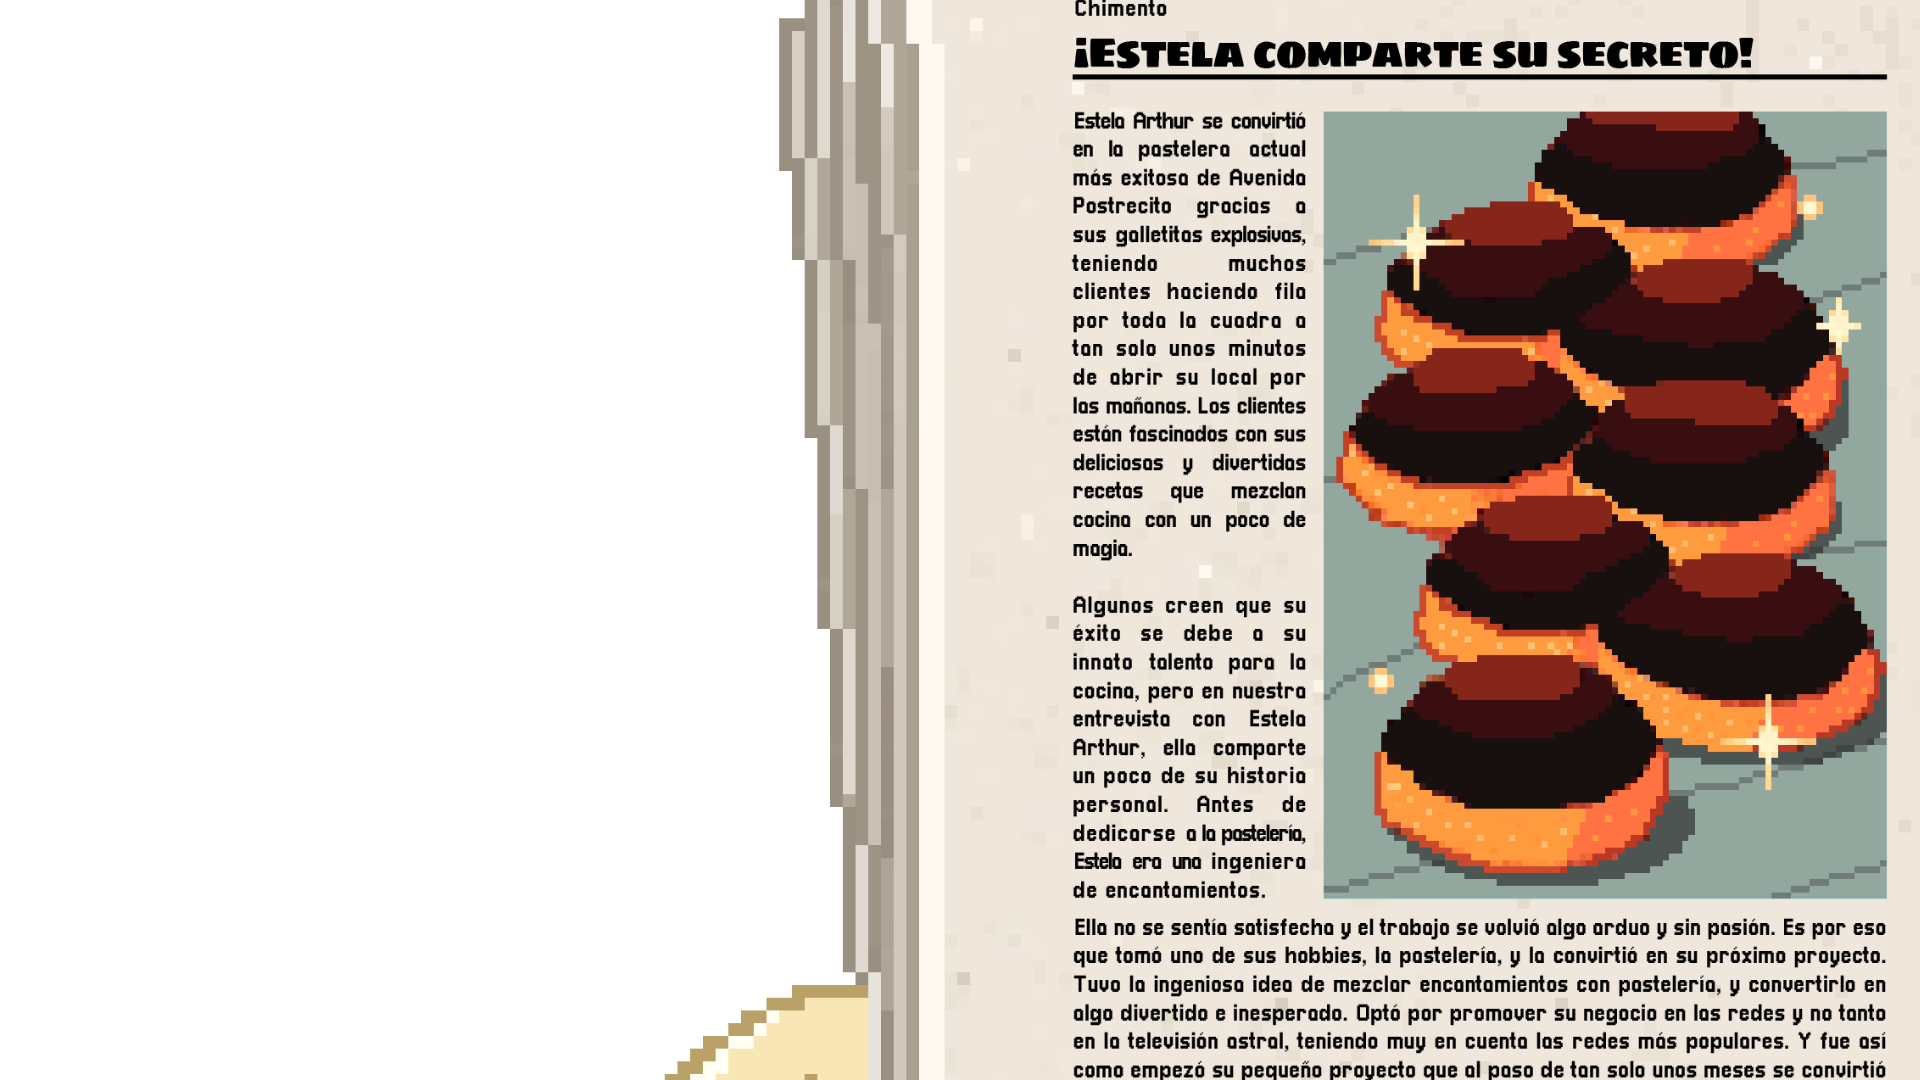 Chimento
¡ESTELA COMPARTE SU SECRETO!
Estela Arthur se convirtió
en la pastelera actual
más exitosa de Avenida
Postrecito gracias a
sus galletitas explosivas,
teniendo muchos
clientes haciendo fila
por toda la cuadra a
tan solo unos minutos
de abrir su local por
las mañanas. Los clientes
están fascinados con sus
deliciosas y divertidas
recetas que mezclan
cocina con un poco de
magia.
Algunos creen que su
éxito se debe a su
innato talento para la
cocina, pero en nuestra
entrevista con Estela
Arthur, ella comparte
un poco de su historia
personal. Antes de
dedicarse a la pastelería,
Estela era una ingeniera
de encantamientos.
Ella no se sentía satisfecha y el trabajo se volvió algo arduo y sin pasión. Es por eso
que tomó uno de sus hobbies, la pastelería, y la convirtió en su próximo proyecto.
Tuvo la ingeniosa idea de mezclar encantamientos con pastelería, y convertirlo en
algo divertido e inesperado. Optó por promover su negocio en las redes y no tanto
en la televisión astral, teniendo muy en cuenta las redes más populares. Y fue así
como empezó su pequeño proyecto que al paso de tan solo unos meses se convirtió